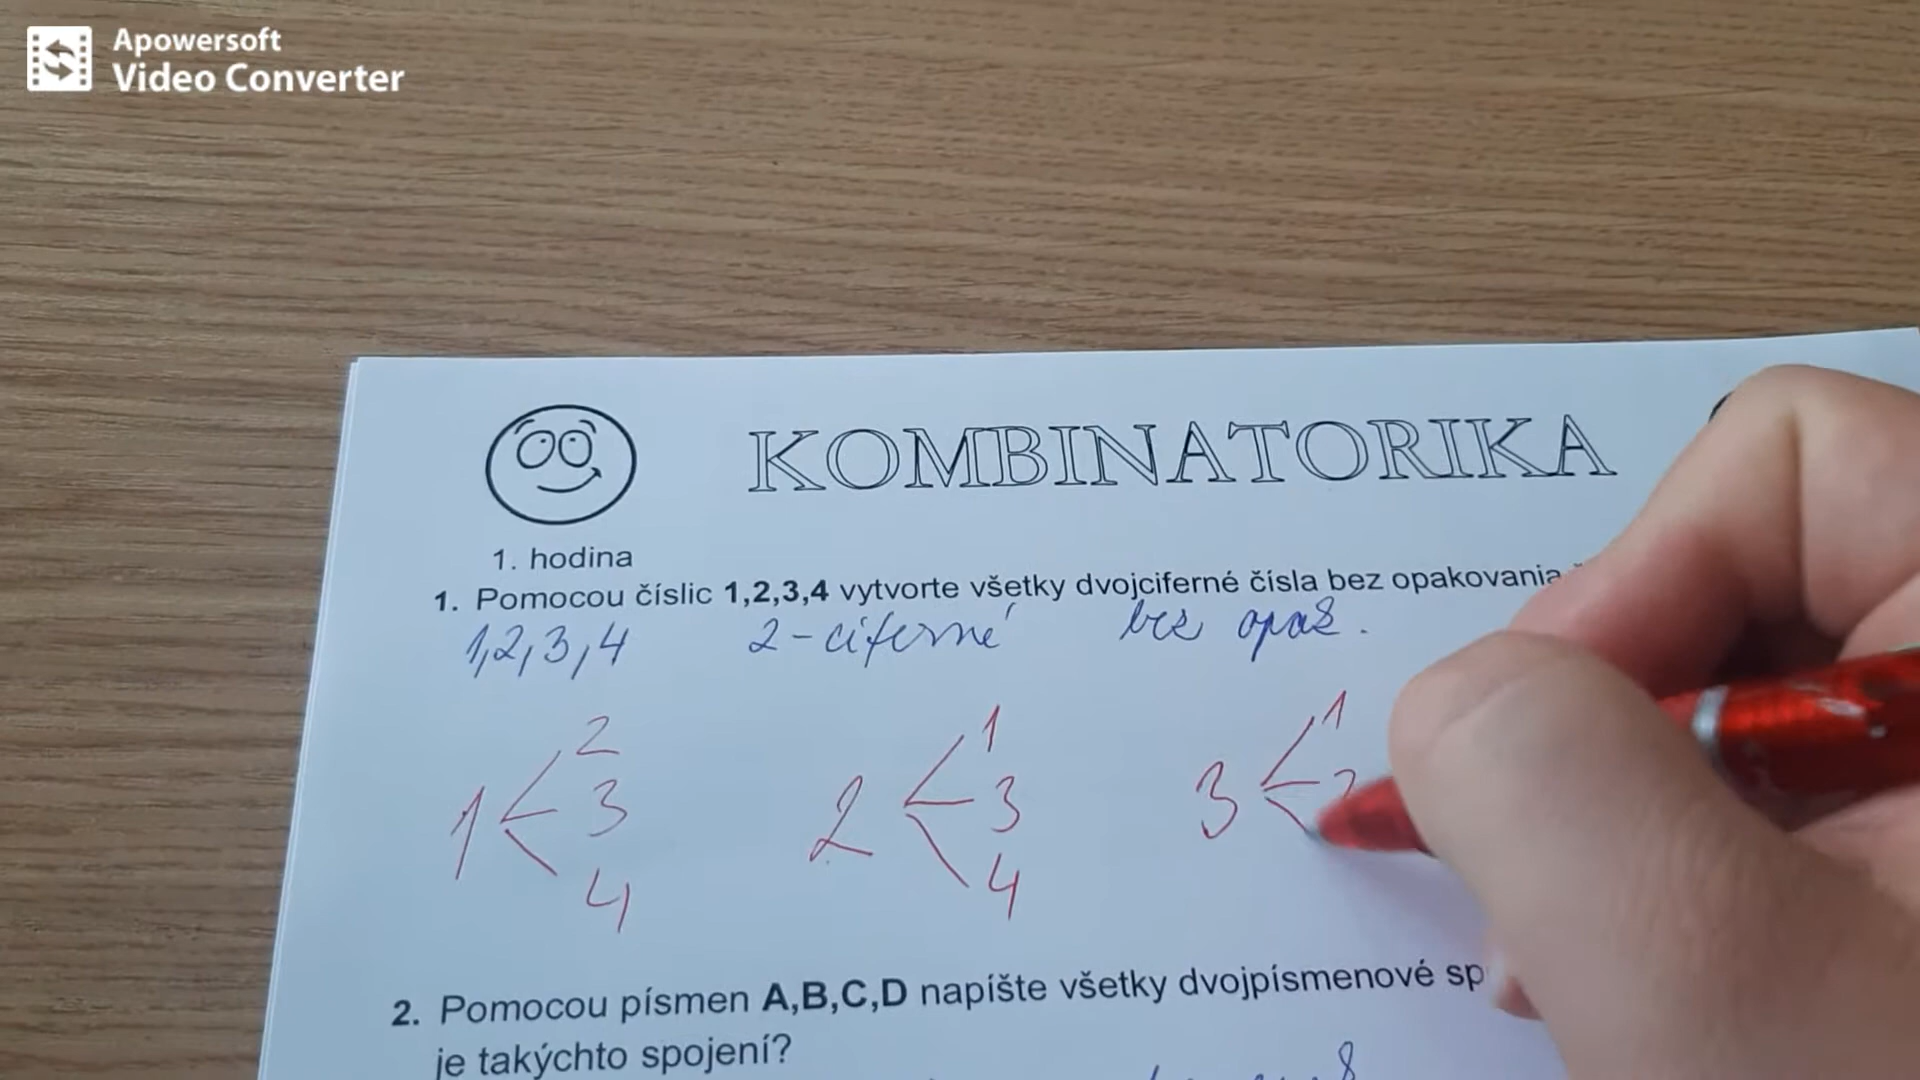 Apowersoft
Video Converter
KOMBINATORIKA
1. hodina
1. Pomocou číslic 1,2,3,4 vytvorte všetky dvojciferné čísla bez opakovania
1,2,3,4 2-ciferné bez opak.
2 1 1
1 3 2 3 3 2
4 4
2. Pomocou písmen A,B,C,D napíšte všetky dvojpísmenové sp
je takýchto spojení?